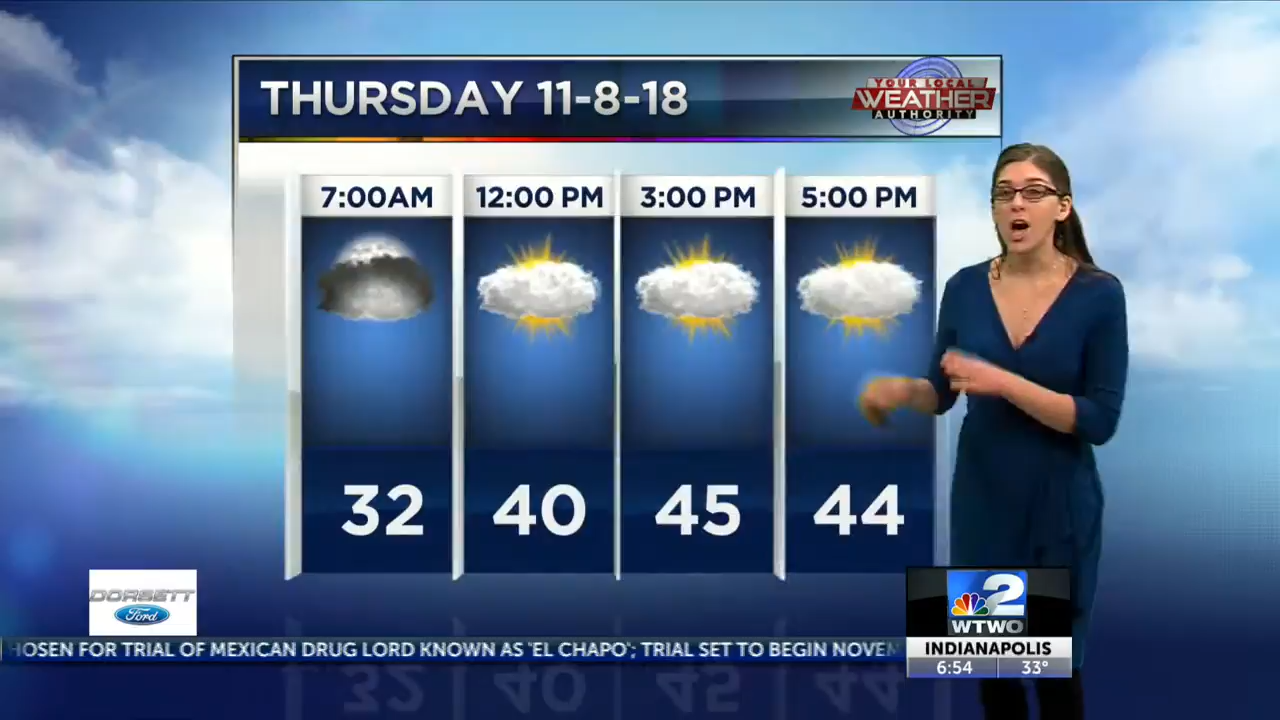 THURSDAY 11-8-18
YOUR LOCAL
WEATHER
AUTHORITY
7:00AM
12:00 PM
3:00 PM
5:00 PM
32
40
45
44
DORSETT
Ford
2
WTWO
HOSEN FOR TRIAL OF MEXICAN DRUG LORD KNOWN AS 'EL CHAPO'; TRIAL SET TO BEGIN NOVEM
INDIANAPOLIS
6:54 33°